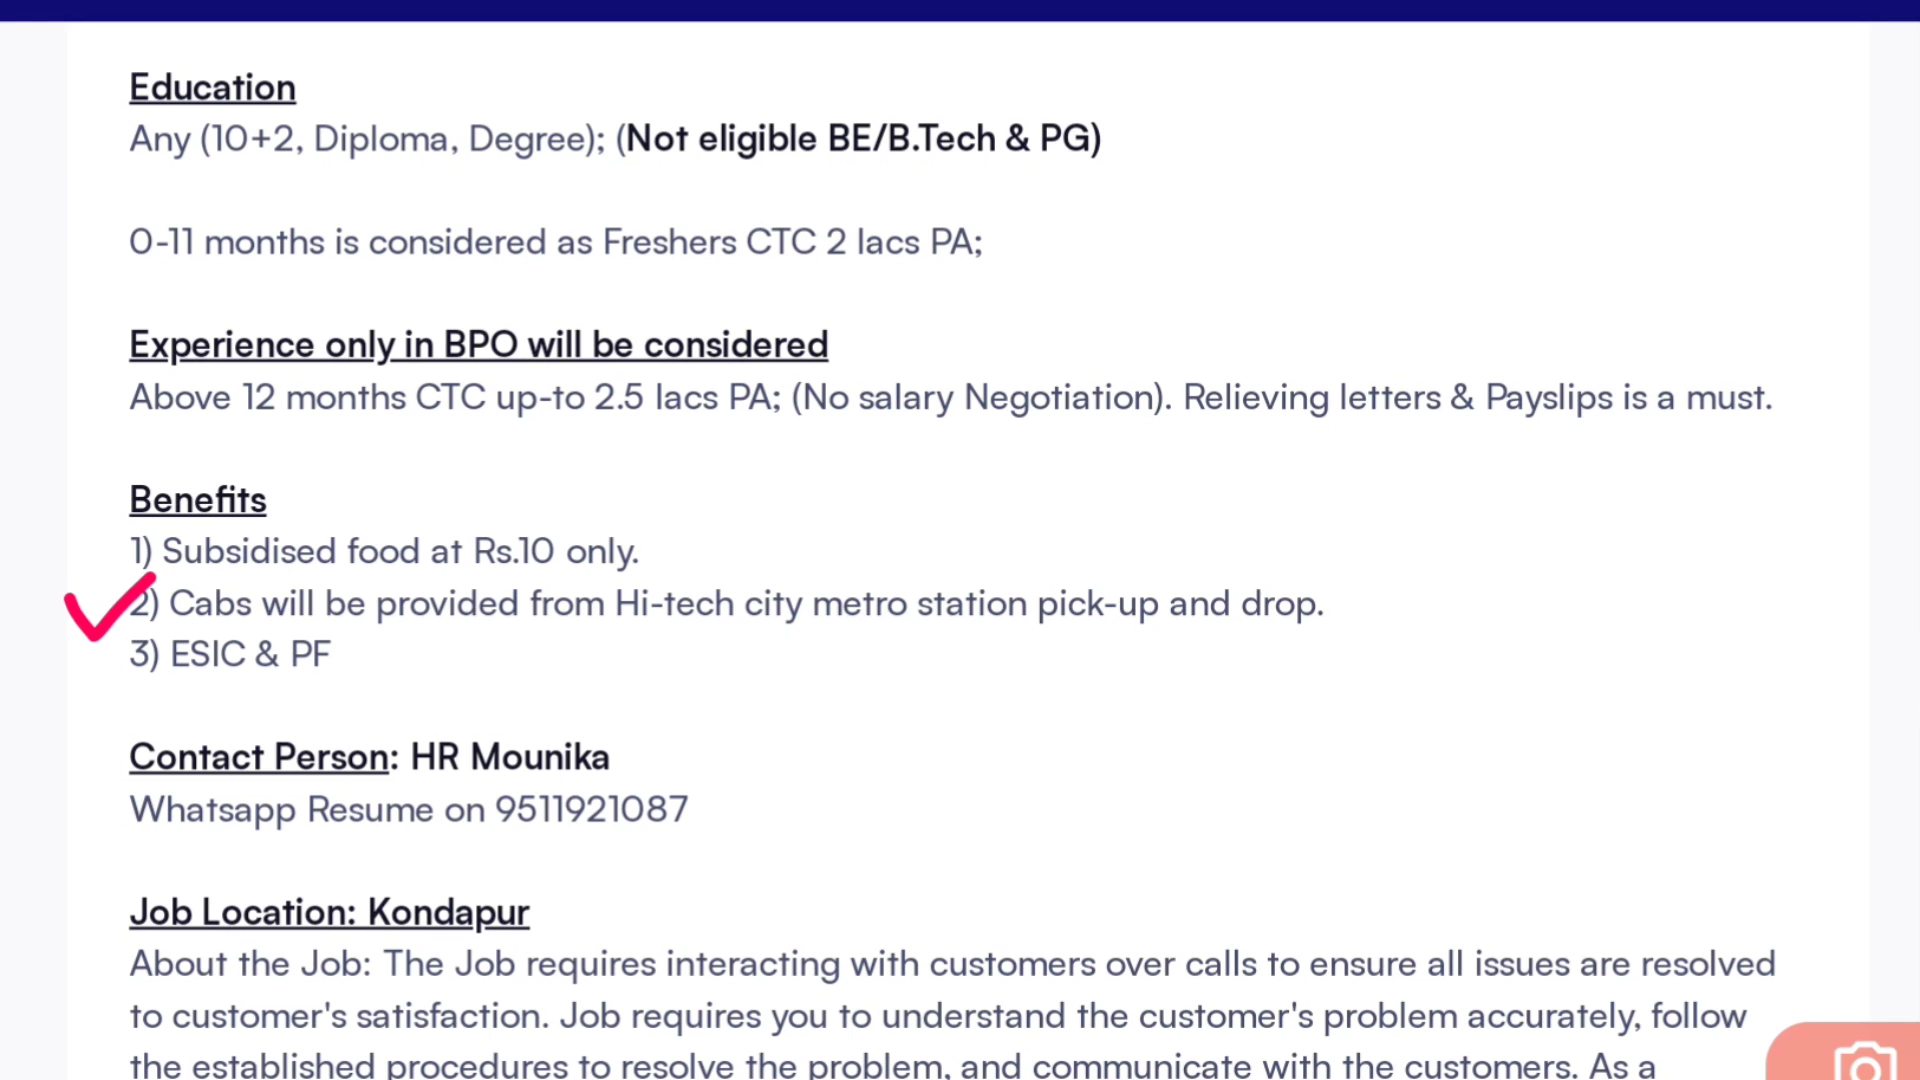 Education
Any (10+2, Diploma, Degree); (Not eligible BE/B.Tech & PG)
0-11 months is considered as Freshers CTC 2 lacs PA;
Experience only in BPO will be considered
Above 12 months CTC up-to 2.5 lacs PA; (No salary Negotiation). Relieving letters & Payslips is a must.
Benefits
1) Subsidised food at Rs.10 only.
2) Cabs will be provided from Hi-tech city metro station pick-up and drop.
3) ESIC & PF
Contact Person: HR Mounika
Whatsapp Resume on 9511921087
Job Location: Kondapur
About the Job: The Job requires interacting with customers over calls to ensure all issues are resolved
to customer's satisfaction. Job requires you to understand the customer's problem accurately, follow
the established procedures to resolve the problem, and communicate with the customers. As a